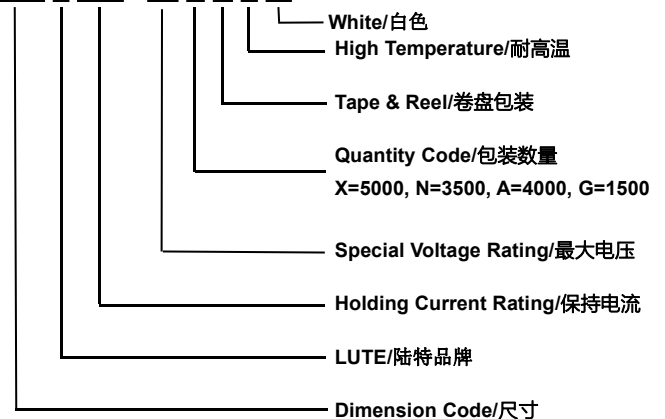 White/白色
High Temperature/耐高温
Tape & Reel/卷盘包装
Quantity Code/包装数量
X=5000, N=3500, A=4000, G=1500
Special Voltage Rating/最大电压
Holding Current Rating/保持电流
LUTE/陆特品牌
Dimension Code/尺寸